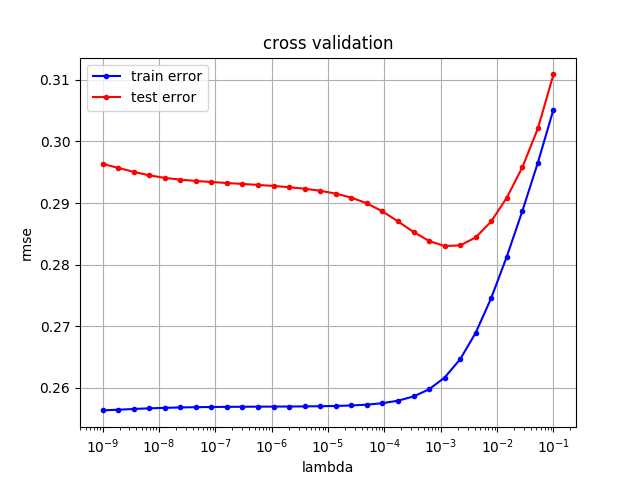 cross validation
train error
test error
rmse
0.31
0.30
0.29
0.28
0.27
0.26
10⁻⁹ 10⁻⁸ 10⁻⁷ 10⁻⁶ 10⁻⁵ 10⁻⁴ 10⁻³ 10⁻² 10⁻¹
lambda